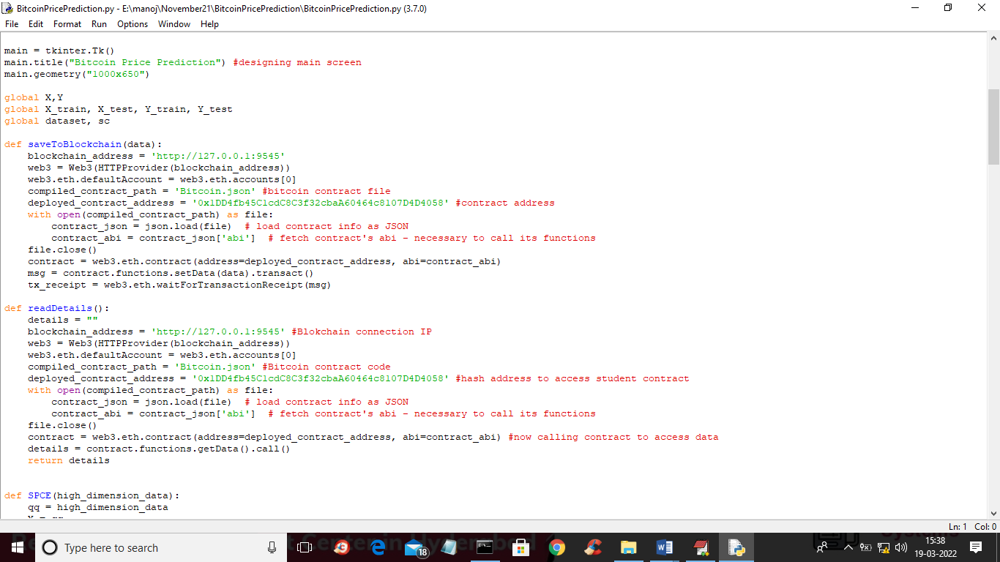 BitcoinPricePrediction.py - E:\manoj\November21\BitcoinPricePrediction\BitcoinPricePrediction.py (3.7.0)
File Edit Format Run Options Window Help
main = tkinter.Tk()
main.title("Bitcoin Price Prediction") #designing main screen
main.geometry("1000x650")
global X,Y
global X_train, X_test, Y_train, Y_test
global dataset, sc
def saveToBlockchain(data):
    blockchain_address = 'http://127.0.0.1:9545'
    web3 = Web3(HTTPProvider(blockchain_address))
    web3.eth.defaultAccount = web3.eth.accounts[0]
    compiled_contract_path = 'Bitcoin.json' #bitcoin contract file
    deployed_contract_address = '0x1DD4fb45C1cdC8C3f32cbaA60464c8107D4D4058' #contract address
    with open(compiled_contract_path) as file:
        contract_json = json.load(file)  # load contract info as JSON
        contract_abi = contract_json['abi']  # fetch contract's abi - necessary to call its functions
    file.close()
    contract = web3.eth.contract(address=deployed_contract_address, abi=contract_abi)
    msg = contract.functions.setData(data).transact()
    tx_receipt = web3.eth.waitForTransactionReceipt(msg)
def readDetails():
    details = ""
    blockchain_address = 'http://127.0.0.1:9545' #Blokchain connection IP
    web3 = Web3(HTTPProvider(blockchain_address))
    web3.eth.defaultAccount = web3.eth.accounts[0]
    compiled_contract_path = 'Bitcoin.json' #Bitcoin contract code
    deployed_contract_address = '0x1DD4fb45C1cdC8C3f32cbaA60464c8107D4D4058' #hash address to access student contract
    with open(compiled_contract_path) as file:
        contract_json = json.load(file)  # load contract info as JSON
        contract_abi = contract_json['abi']  # fetch contract's abi - necessary to call its functions
    file.close()
    contract = web3.eth.contract(address=deployed_contract_address, abi=contract_abi) #now calling contract to access data
    details = contract.functions.getData().call()
    return details
def SPCE(high_dimension_data):
    qq = high_dimension_data
Ln: 1 Col: 0
Type here to search
18
15:38
19-03-2022